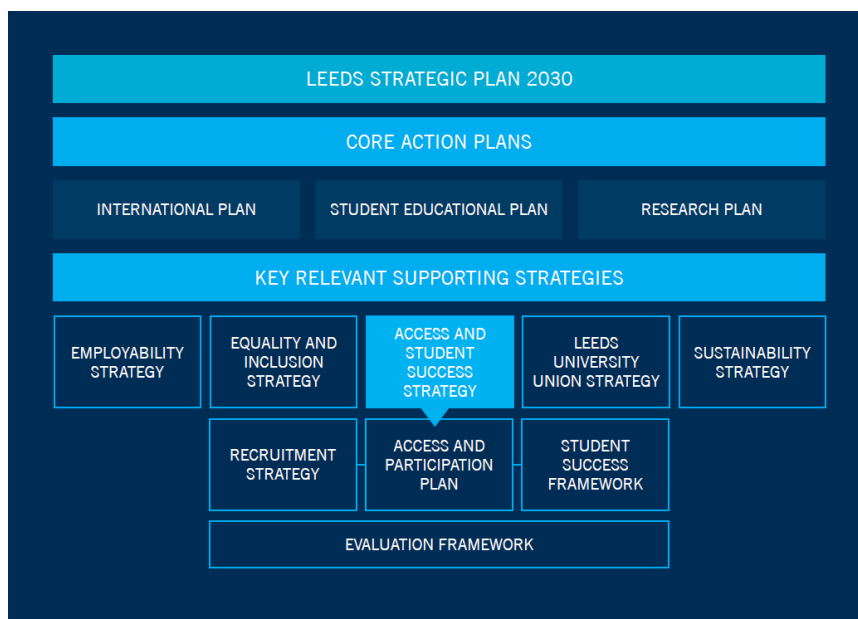 LEEDS STRATEGIC PLAN 2030
CORE ACTION PLANS
INTERNATIONAL PLAN
STUDENT EDUCATIONAL PLAN
RESEARCH PLAN
KEY RELEVANT SUPPORTING STRATEGIES
EMPLOYABILITY
STRATEGY
EQUALITY AND
INCLUSION
STRATEGY
ACCESS AND
STUDENT
SUCCESS
STRATEGY
LEEDS
UNIVERSITY
UNION STRATEGY
SUSTAINABILITY
STRATEGY
RECRUITMENT
STRATEGY
ACCESS AND
PARTICIPATION
PLAN
STUDENT
SUCCESS
FRAMEWORK
EVALUATION FRAMEWORK